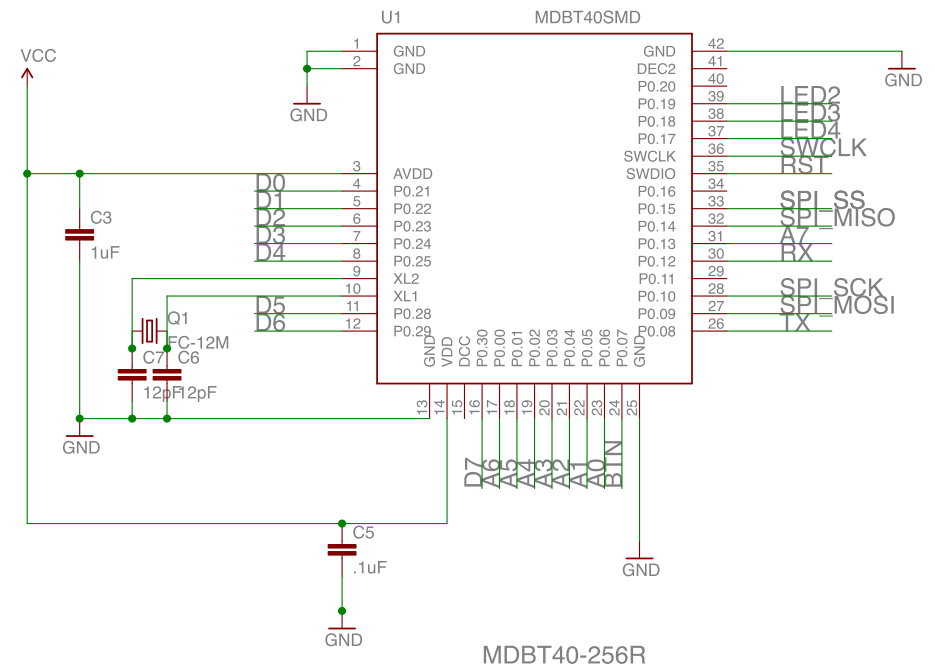 U1
MDBT40SMD
VCC
1 GND
2 GND
GND
3 AVDD
D0 4 P0.21
D1 5 P0.22
D2 6 P0.23
D3 7 P0.24
D4 8 P0.25
9 XL2
10 XL1
D5 11 P0.28
D6 12 P0.29
C3
1uF
Q1
FC-12M
C7
12pF
C6
12pF
GND
GND 42
GND
DEC2 41
P0.20 40
P0.19 39 LED2
P0.18 38 LED3
P0.17 37 LED4
SWCLK 36 SWCLK
SWDIO 35 RST
P0.16 34
P0.15 33 SPI_SS
P0.14 32 SPI_MISO
P0.13 31 A7
P0.12 30 RX
P0.11 29
P0.10 28 SPI_SCK
P0.09 27 SPI_MOSI
P0.08 26 TX
GND 13
VDD 14
DCC 15
P0.30 16 D7
P0.00 17 A6
P0.01 18 A5
P0.02 19 A4
P0.03 20 A3
P0.04 21 A2
P0.05 22 A1
P0.06 23 A0
P0.07 24 BTN
GND 25
GND
C5
.1uF
GND
MDBT40-256R